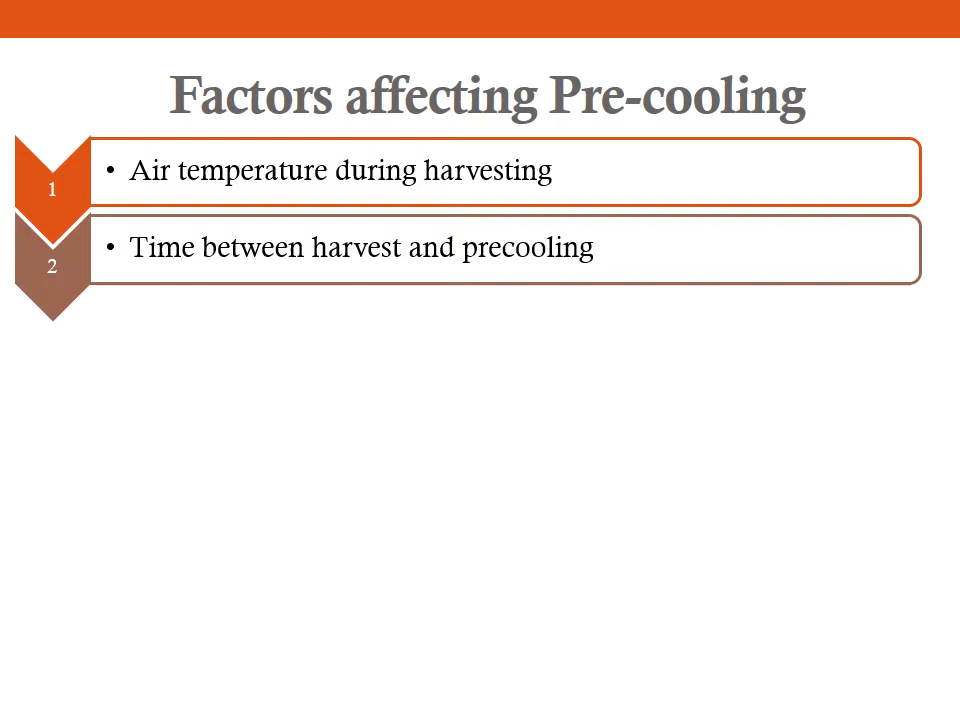 Factors affecting Pre-cooling
1
• Air temperature during harvesting
2
• Time between harvest and precooling